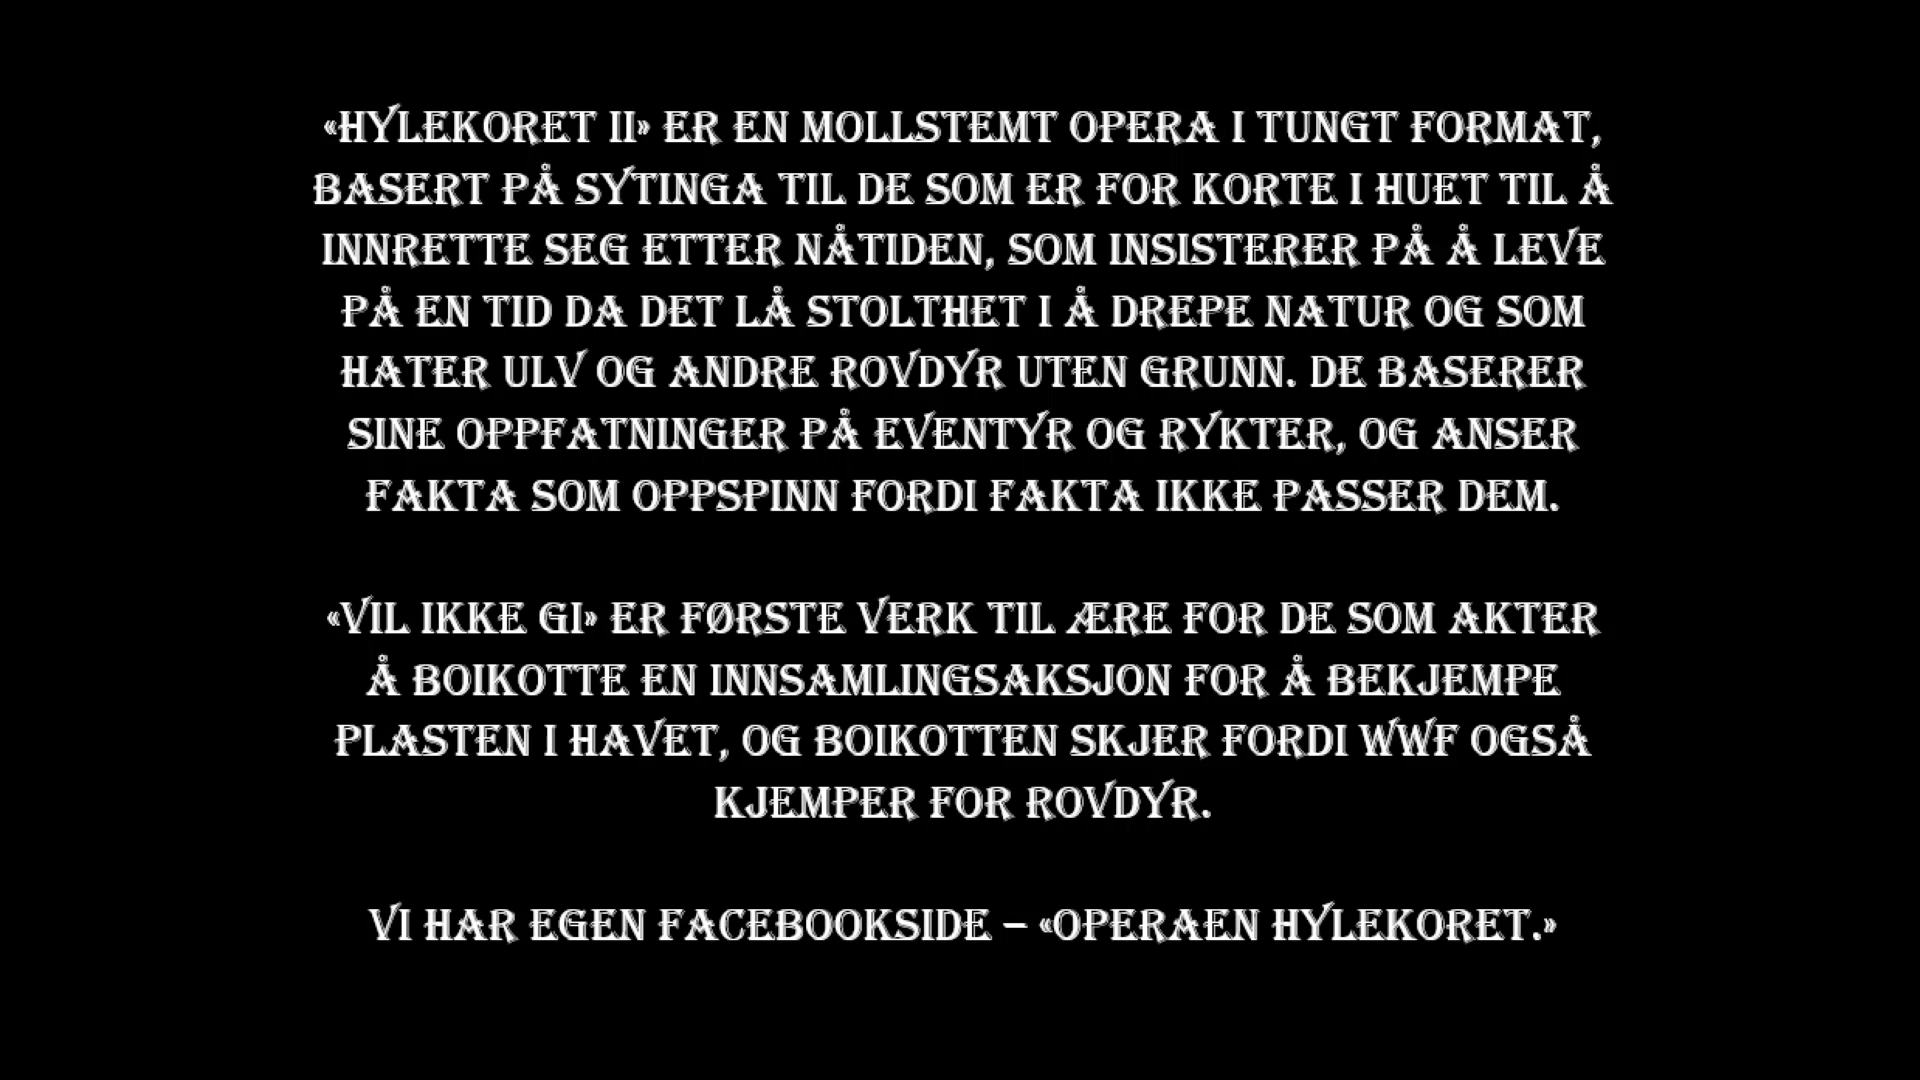 «HYLEKORET II» ER EN MOLLSTEMT OPERA I TUNGT FORMAT,
BASERT PÅ SYTINGA TIL DE SOM ER FOR KORTE I HUET TIL Å
INNRETTE SEG ETTER NÅTIDEN, SOM INSISTERER PÅ Å LEVE
PÅ EN TID DA DET LÅ STOLTHET I Å DREPE NATUR OG SOM
HATER ULV OG ANDRE ROVDYR UTEN GRUNN. DE BASERER
SINE OPPFATNINGER PÅ EVENTYR OG RYKTER, OG ANSER
FAKTA SOM OPPSPINN FORDI FAKTA IKKE PASSER DEM.
«VIL IKKE GI» ER FØRSTE VERK TIL ÆRE FOR DE SOM AKTER
Å BOIKOTTE EN INNSAMLINGSAKSJON FOR Å BEKJEMPE
PLASTEN I HAVET, OG BOIKOTTEN SKJER FORDI WWF OGSÅ
KJEMPER FOR ROVDYR.
VI HAR EGEN FACEBOOKSIDE – «OPERAEN HYLEKORET.»